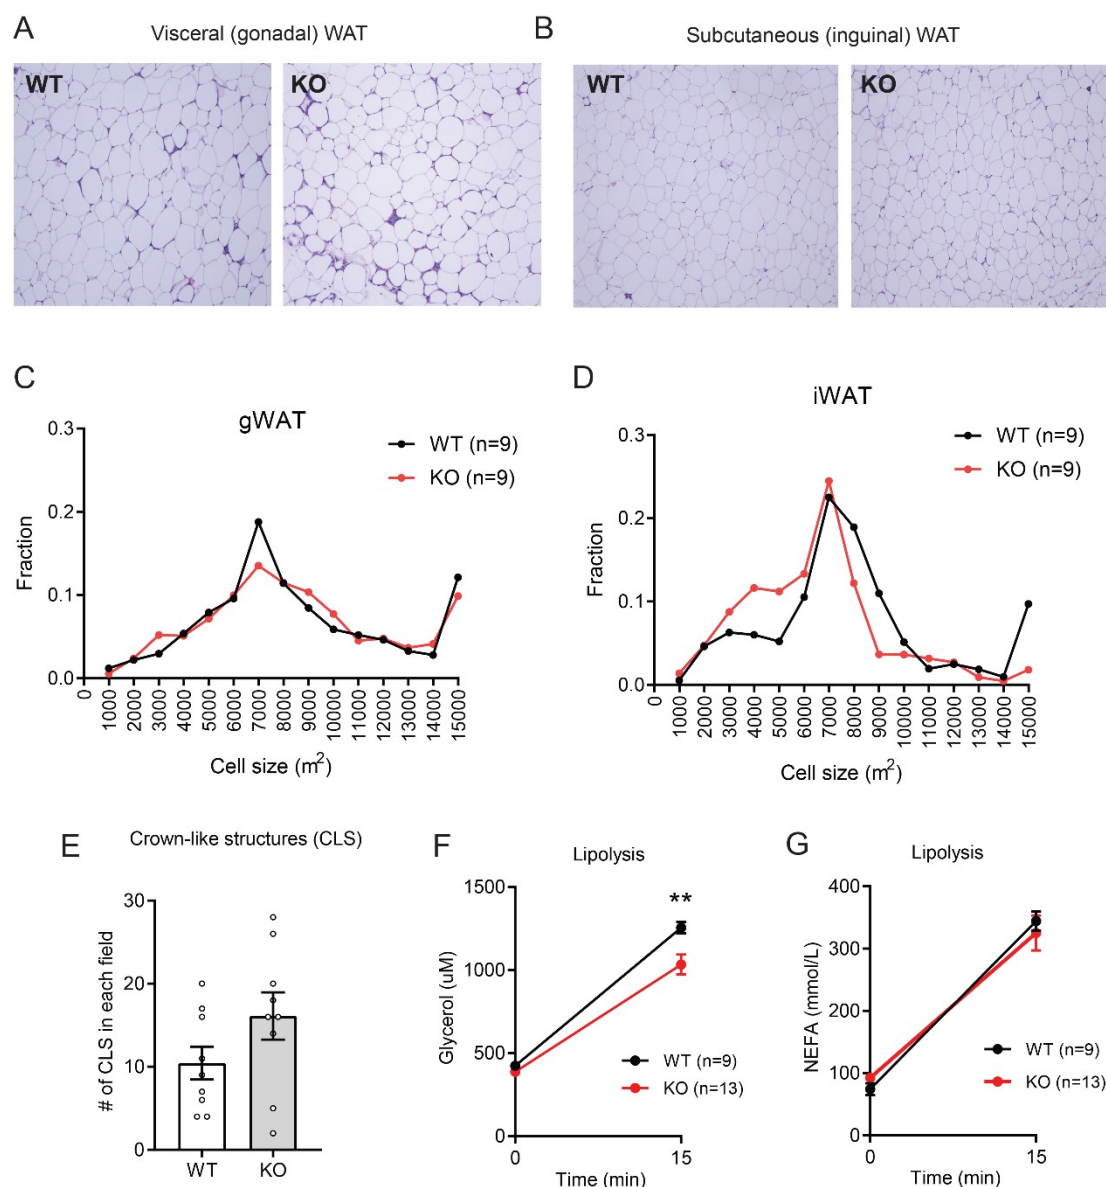 A
Visceral (gonadal) WAT
WT
KO
B
Subcutaneous (inguinal) WAT
WT
KO
C
gWAT
WT (n=9)
KO (n=9)
Fraction
0.3
0.2
0.1
0.0
0
1000
2000
3000
4000
5000
6000
7000
8000
9000
10000
11000
12000
13000
14000
15000
Cell size (m²)
D
iWAT
WT (n=9)
KO (n=9)
Fraction
0.3
0.2
0.1
0.0
0
1000
2000
3000
4000
5000
6000
7000
8000
9000
10000
11000
12000
13000
14000
15000
Cell size (m²)
E
Crown-like structures (CLS)
# of CLS in each field
30
20
10
0
WT
KO
F
Lipolysis
Glycerol (uM)
1500
1000
500
0
**
WT (n=9)
KO (n=13)
0
15
Time (min)
G
Lipolysis
NEFA (mmol/L)
400
300
200
100
0
WT (n=9)
KO (n=13)
0
15
Time (min)